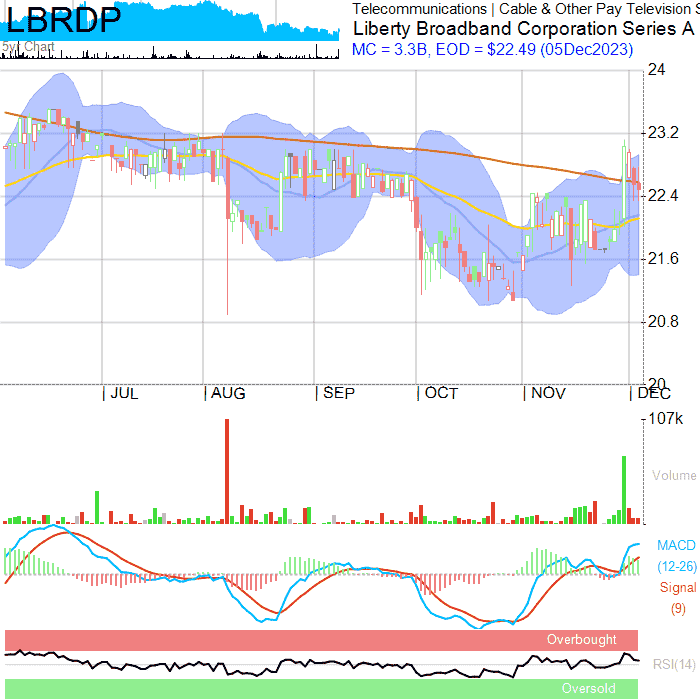 LBRDP
5yr Chart
Telecommunications | Cable & Other Pay Television S
Liberty Broadband Corporation Series A
MC = 3.3B, EOD = $22.49 (05Dec2023)
24
23.2
22.4
21.6
20.8
20
| JUL | AUG | SEP | OCT | NOV | DEC
107k
Volume
MACD
(12-26)
Signal
(9)
Overbought
RSI(14)
Oversold